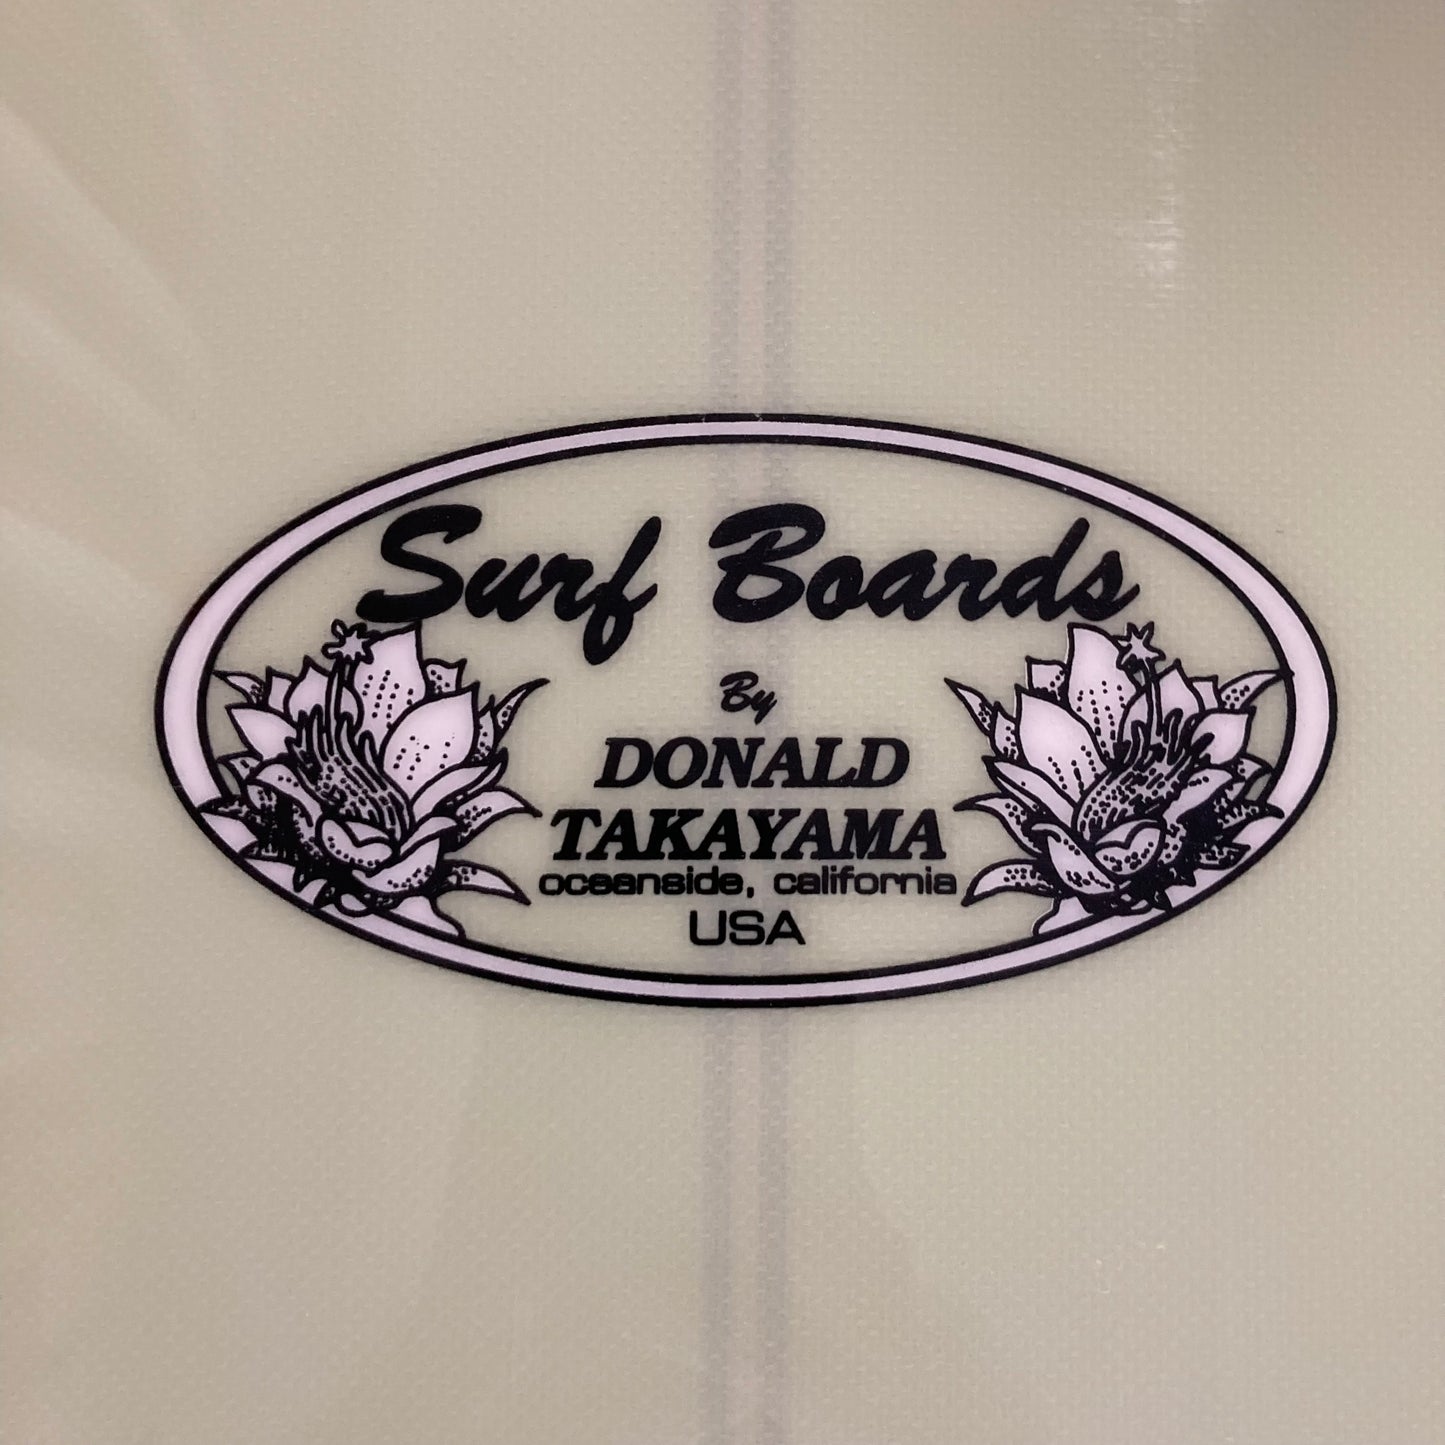 Surf Boards
By
DONALD
TAKAYAMA
oceanside, california
USA